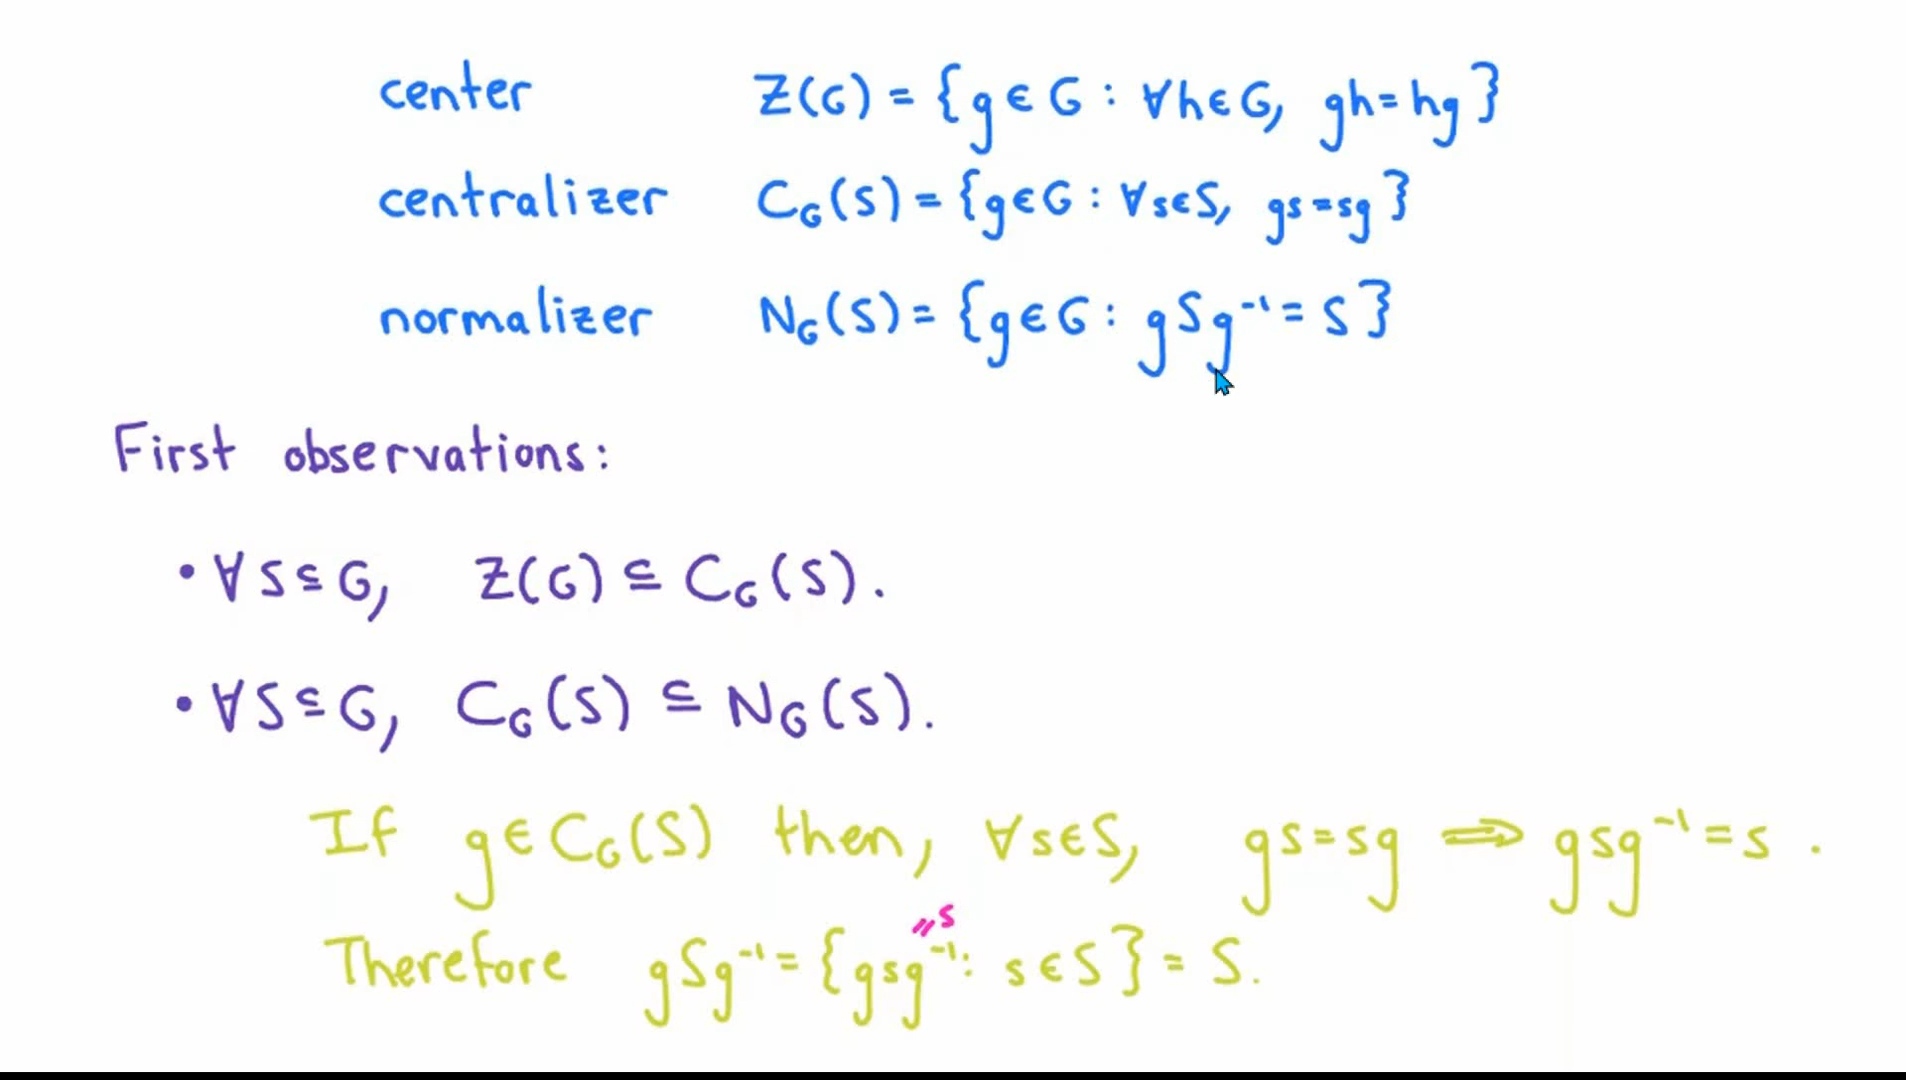 center Z(G) = {g∈G : ∀h∈G, gh=hg}
centralizer C_G(S) = {g∈G : ∀s∈S, gs=sg}
normalizer N_G(S) = {g∈G : gSg⁻¹ = S}
First observations:
• ∀S⊆G, Z(G) ⊆ C_G(S).
• ∀S⊆G, C_G(S) ⊆ N_G(S).
If g∈C_G(S) then, ∀s∈S, gs=sg ⟹ gsg⁻¹=s.
"s
Therefore gSg⁻¹ = {gsg⁻¹: s∈S} = S.